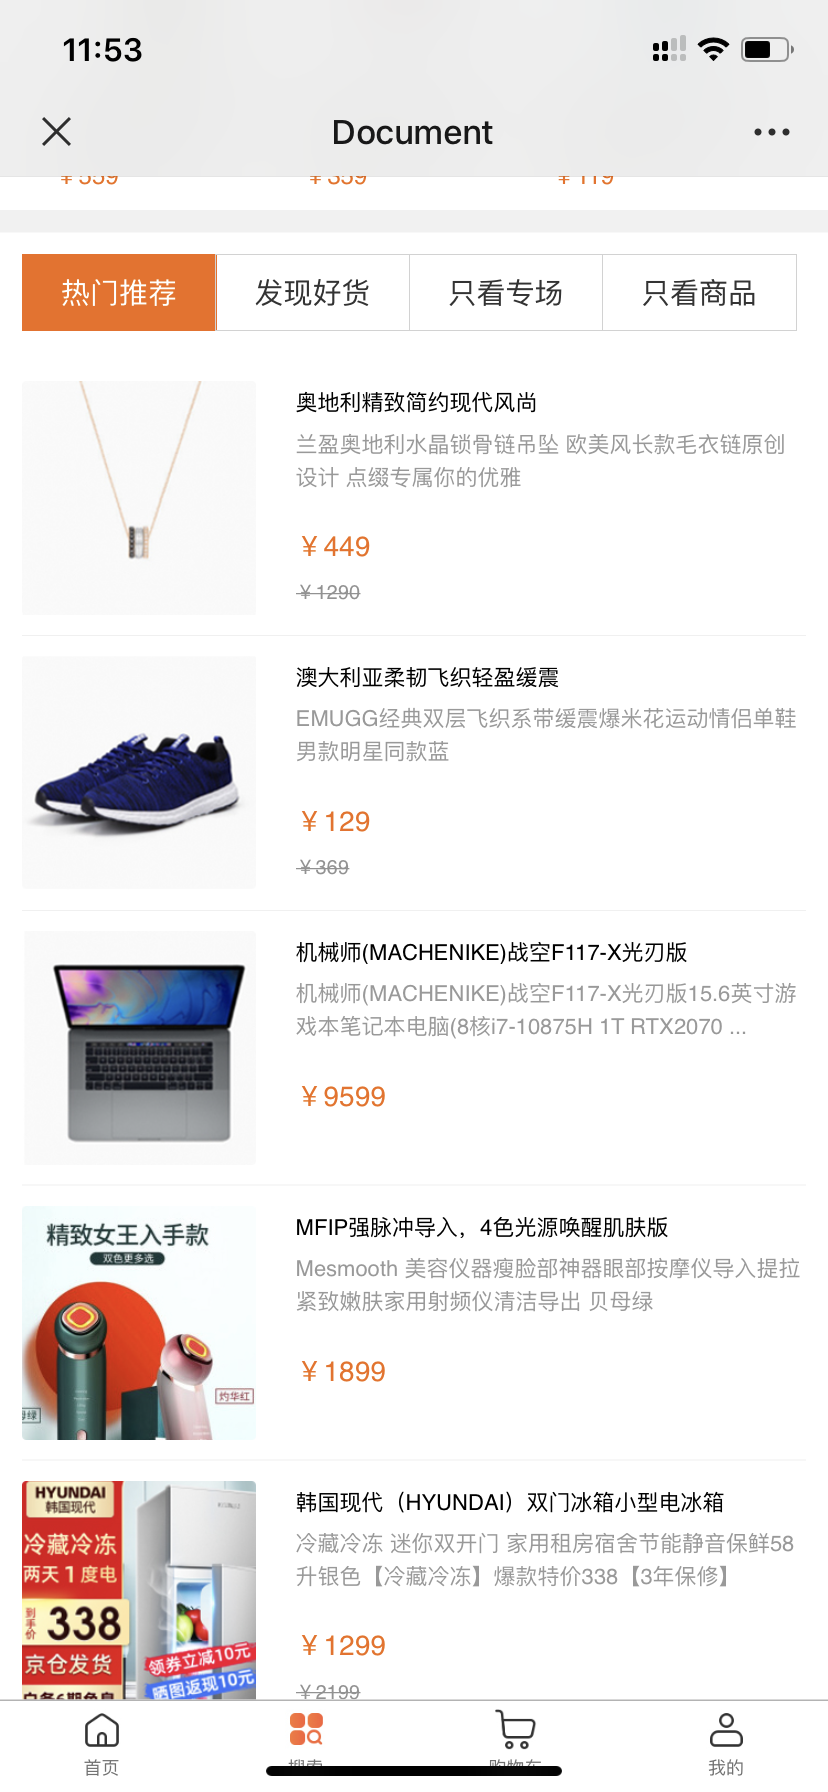 11:53
Document
￥559 ￥359 ￥119
热门推荐 发现好货 只看专场 只看商品
奥地利精致简约现代风尚
兰盈奥地利水晶锁骨链吊坠 欧美风长款毛衣链原创
设计 点缀专属你的优雅
￥449
￥1290
澳大利亚柔韧飞织轻盈缓震
EMUGG经典双层飞织系带缓震爆米花运动情侣单鞋
男款明星同款蓝
￥129
￥369
机械师(MACHENIKE)战空F117-X光刃版
机械师(MACHENIKE)战空F117-X光刃版15.6英寸游
戏本笔记本电脑(8核i7-10875H 1T RTX2070 ...
￥9599
精致女王入手款
双色更多选
灼华红
母绿
MFIP强脉冲导入，4色光源唤醒肌肤版
Mesmooth 美容仪器瘦脸部神器眼部按摩仪导入提拉
紧致嫩肤家用射频仪清洁导出 贝母绿
￥1899
HYUNDAI
韩国现代
冷藏冷冻
两天1度电
到手价 338
京仓发货
白条6期免息
领券立减10元
晒图返现10元
韩国现代（HYUNDAI）双门冰箱小型电冰箱
冷藏冷冻 迷你双开门 家用租房宿舍节能静音保鲜58
升银色【冷藏冷冻】爆款特价338【3年保修】
￥1299
￥2199
首页 搜索 购物车 我的